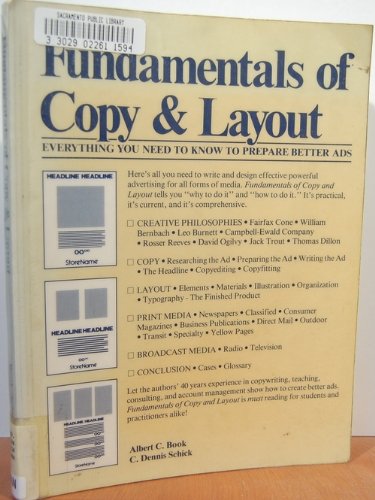 SACRAMENTO PUBLIC LIBRARY
3 3029 02261 1594
Fundamentals of
Copy & Layout
EVERYTHING YOU NEED TO KNOW TO PREPARE BETTER ADS
Here's all you need to write and design effective powerful
advertising for all forms of media. Fundamentals of Copy and
Layout tells you "why to do it" and "how to do it." It's practical,
it's current, and it's comprehensive.
□ CREATIVE PHILOSOPHIES • Fairfax Cone • William
Bernbach • Leo Burnett • Campbell-Ewald Company
• Rosser Reeves • David Ogilvy • Jack Trout • Thomas Dillon
□ COPY • Researching the Ad • Preparing the Ad • Writing the Ad
• The Headline • Copyediting • Copyfitting
□ LAYOUT • Elements • Materials • Illustration • Organization
• Typography - The Finished Product
□ PRINT MEDIA • Newspapers • Classified • Consumer
Magazines • Business Publications • Direct Mail • Outdoor
• Transit • Specialty • Yellow Pages
□ BROADCAST MEDIA • Radio • Television
□ CONCLUSION • Cases • Glossary
Let the authors' 40 years experience in copywriting, teaching,
consulting, and account management show how to create better ads.
Fundamentals of Copy and Layout is must reading for students and
practitioners alike!
Albert C. Book
C. Dennis Schick
HEADLINE HEADLINE
StoreName
HEADLINE HEADLINE
StoreName
HEADLINE HEADLINE
StoreName